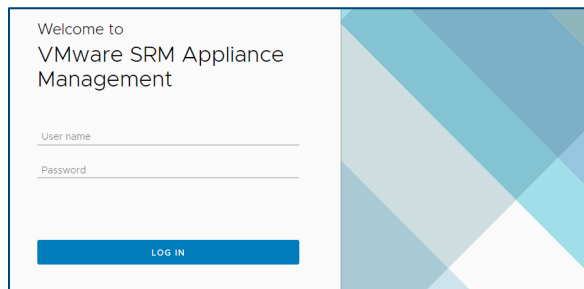 Welcome to
VMware SRM Appliance
Management
User name
Password
LOG IN